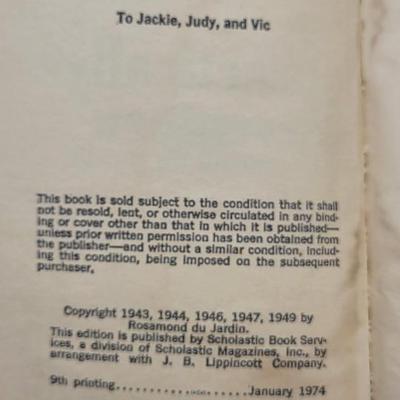 To Jackie, Judy, and Vic
This book is sold subject to the condition that it shall
not be resold, lent, or otherwise circulated in any bind-
ing or cover other than that in which it is published—
unless prior written permission has been obtained from
the publisher—and without a similar condition, includ-
ing this condition, being imposed on the subsequent
purchaser.
Copyright 1943, 1944, 1946, 1947, 1949 by
Rosamond du Jardin.
This edition is published by Scholastic Book Serv-
ices, a division of Scholastic Magazines, Inc., by
arrangement with J. B. Lippincott Company.
9th printing....................January 1974